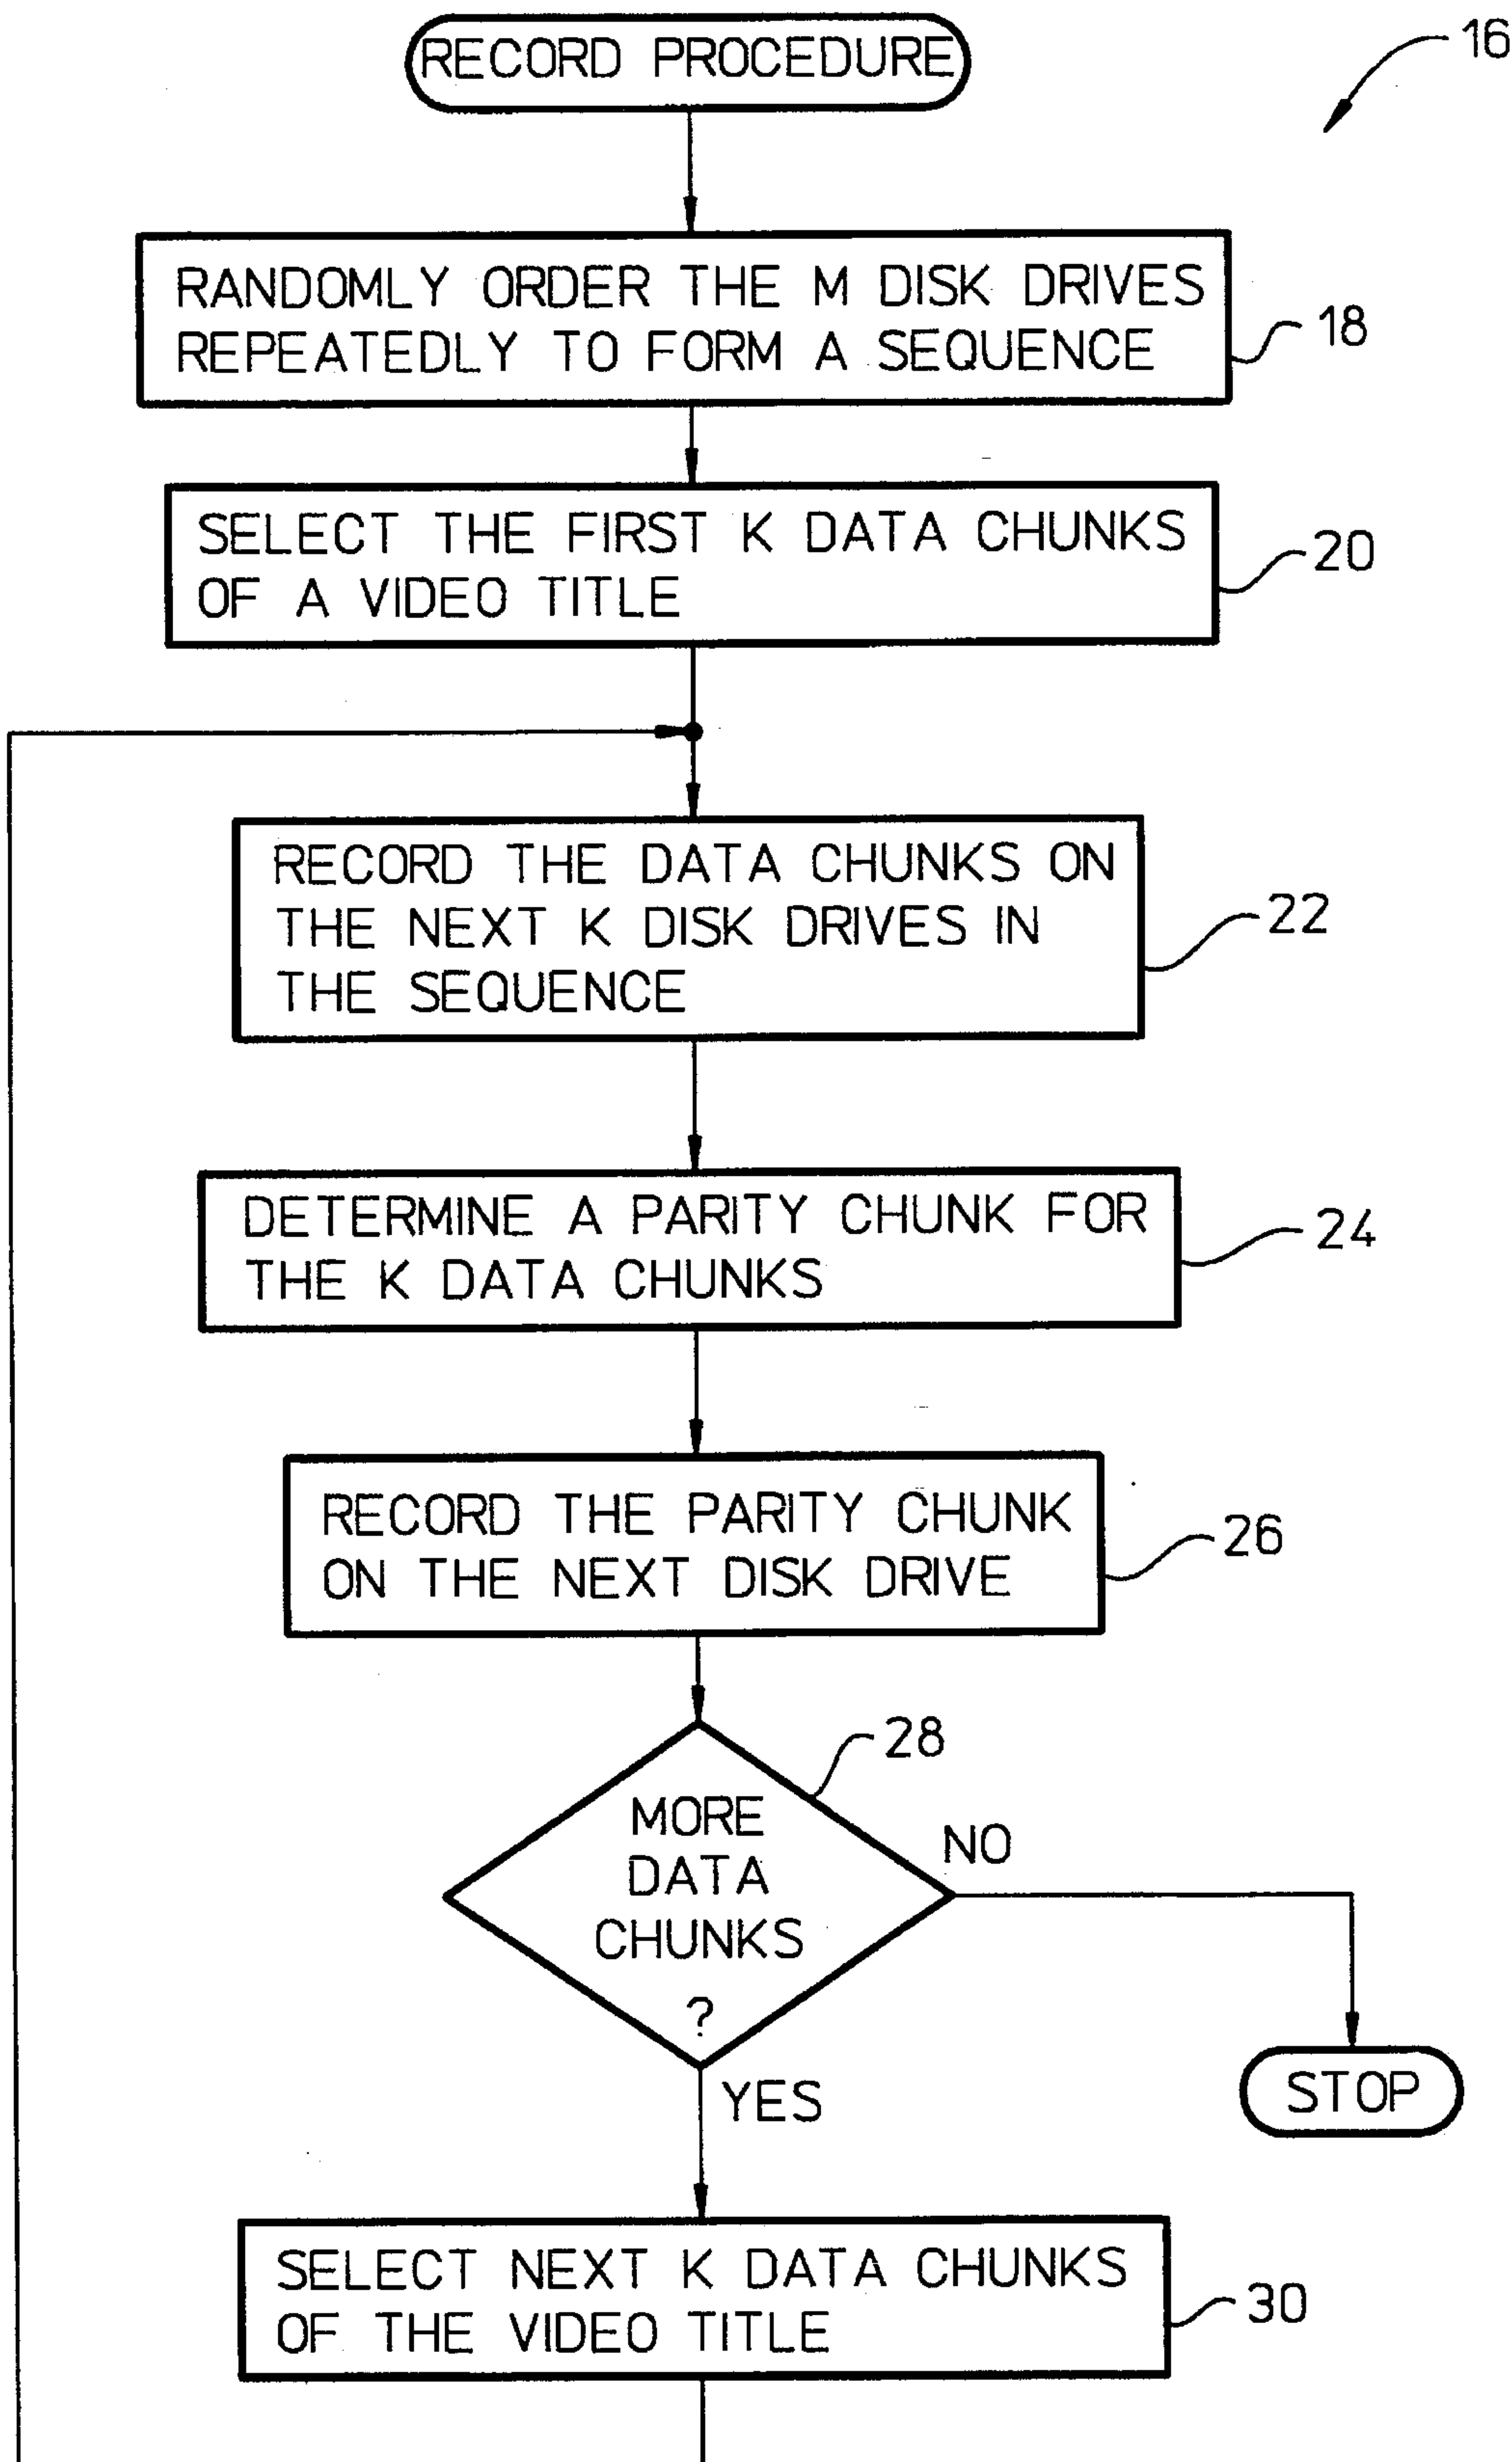 RECORD PROCEDURE
16
RANDOMLY ORDER THE M DISK DRIVES
REPEATEDLY TO FORM A SEQUENCE
18
SELECT THE FIRST K DATA CHUNKS
OF A VIDEO TITLE
20
RECORD THE DATA CHUNKS ON
THE NEXT K DISK DRIVES IN
THE SEQUENCE
22
DETERMINE A PARITY CHUNK FOR
THE K DATA CHUNKS
24
RECORD THE PARITY CHUNK
ON THE NEXT DISK DRIVE
26
28
MORE
DATA
CHUNKS
?
NO
STOP
YES
SELECT NEXT K DATA CHUNKS
OF THE VIDEO TITLE
30